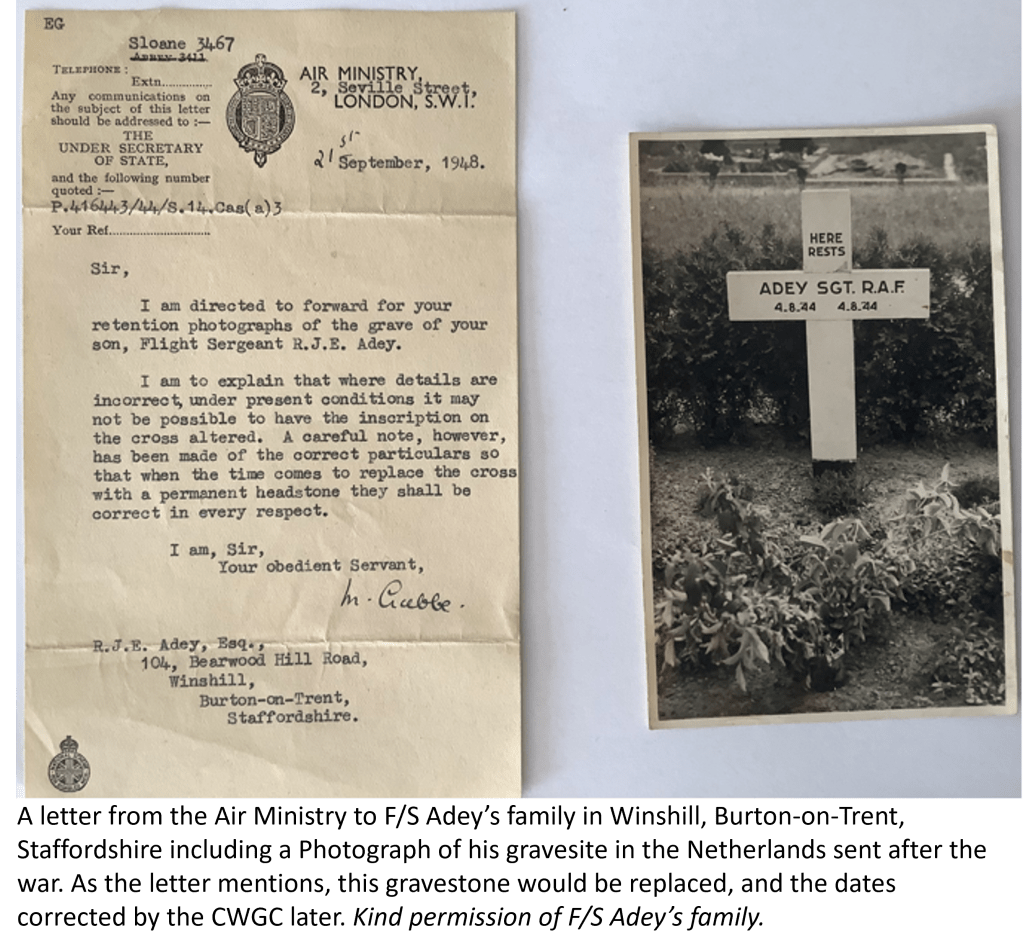 EG
Sloane 3467
ABBEY 3411
TELEPHONE :
Extn...............
Any communications on
the subject of this letter
should be addressed to :—
THE
UNDER SECRETARY
OF STATE,
and the following number
quoted :—
P.416443/44/S.14.Cas(a)3
Your Ref..............................
AIR MINISTRY,
2, Seville Street,
LONDON, S.W.1.
21st September, 1948.
Sir,
I am directed to forward for your
retention photographs of the grave of your
son, Flight Sergeant R.J.E. Adey.
I am to explain that where details are
incorrect, under present conditions it may
not be possible to have the inscription on
the cross altered. A careful note, however,
has been made of the correct particulars so
that when the time comes to replace the cross
with a permanent headstone they shall be
correct in every respect.
I am, Sir,
Your obedient Servant,
R.J.E. Adey, Esq.,
104, Bearwood Hill Road,
Winshill,
Burton-on-Trent,
Staffordshire.
HERE
RESTS
ADEY SGT. R.A.F.
4.8.44 4.8.44
A letter from the Air Ministry to F/S Adey’s family in Winshill, Burton-on-Trent,
Staffordshire including a Photograph of his gravesite in the Netherlands sent after the
war. As the letter mentions, this gravestone would be replaced, and the dates
corrected by the CWGC later. Kind permission of F/S Adey’s family.